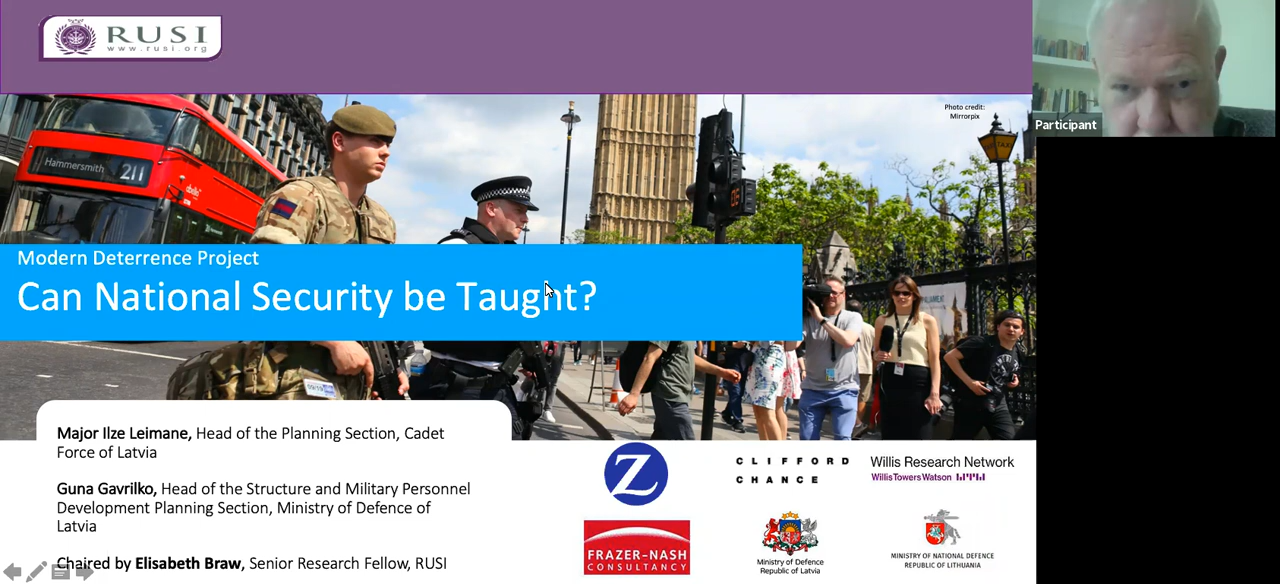 RUSI
www.rusi.org
Photo credit:
Mirrorpix
Participant
Hammersmith 211
Modern Deterrence Project
Can National Security be Taught?
Major Ilze Leimane, Head of the Planning Section, Cadet
Force of Latvia
Guna Gavrilko, Head of the Structure and Military Personnel
Development Planning Section, Ministry of Defence of
Latvia
Chaired by Elisabeth Braw, Senior Research Fellow, RUSI
Z
CLIFFORD
CHANCE
Willis Research Network
WillisTowersWatson
FRAZER-NASH
CONSULTANCY
Ministry of Defence
Republic of Latvia
MINISTRY OF NATIONAL DEFENCE
REPUBLIC OF LITHUANIA